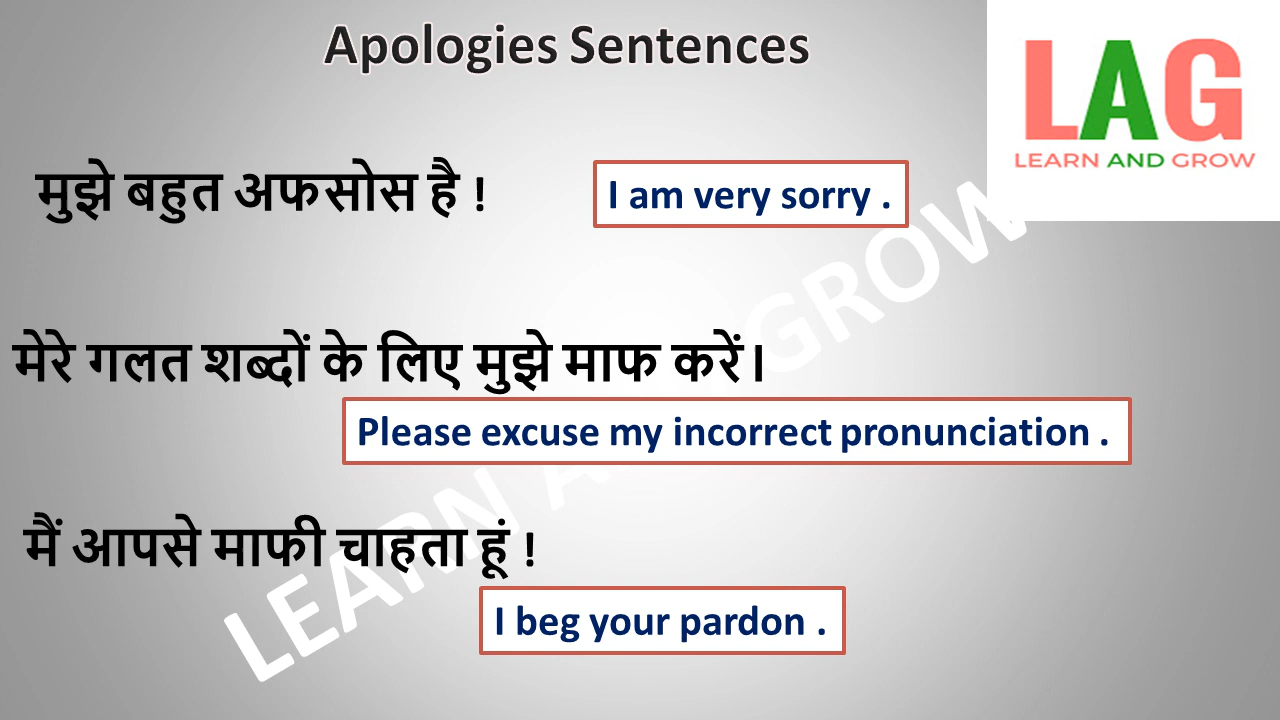 Apologies Sentences
LAG
LEARN AND GROW
मुझे बहुत अफसोस है !
I am very sorry .
मेरे गलत शब्दों के लिए मुझे माफ करें।
Please excuse my incorrect pronunciation .
मैं आपसे माफी चाहता हूं !
I beg your pardon .
LEARN AND GROW